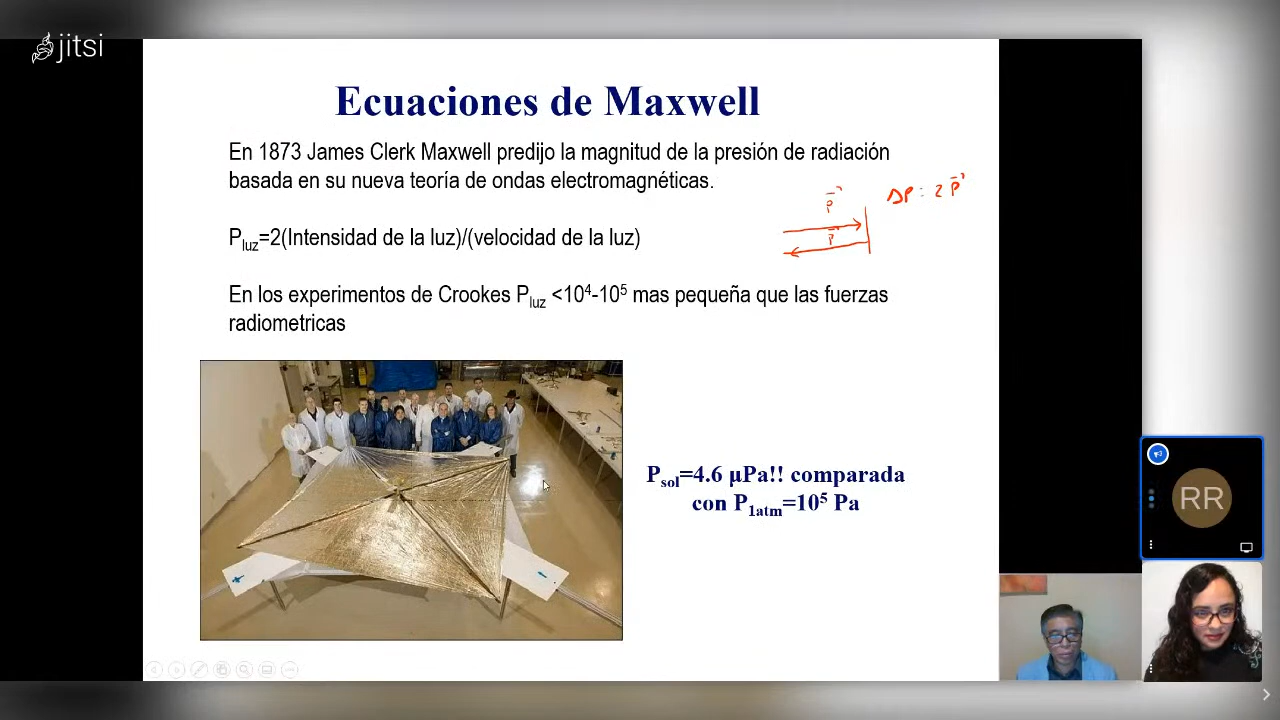 jitsi
Ecuaciones de Maxwell
En 1873 James Clerk Maxwell predijo la magnitud de la presión de radiación
basada en su nueva teoría de ondas electromagnéticas.
P⃗
ΔP = 2 P⃗
P⃗
Pluz=2(Intensidad de la luz)/(velocidad de la luz)
En los experimentos de Crookes Pluz <10⁴-10⁵ mas pequeña que las fuerzas
radiometricas
Psol=4.6 µPa!! comparada
con P1atm=10⁵ Pa
RR